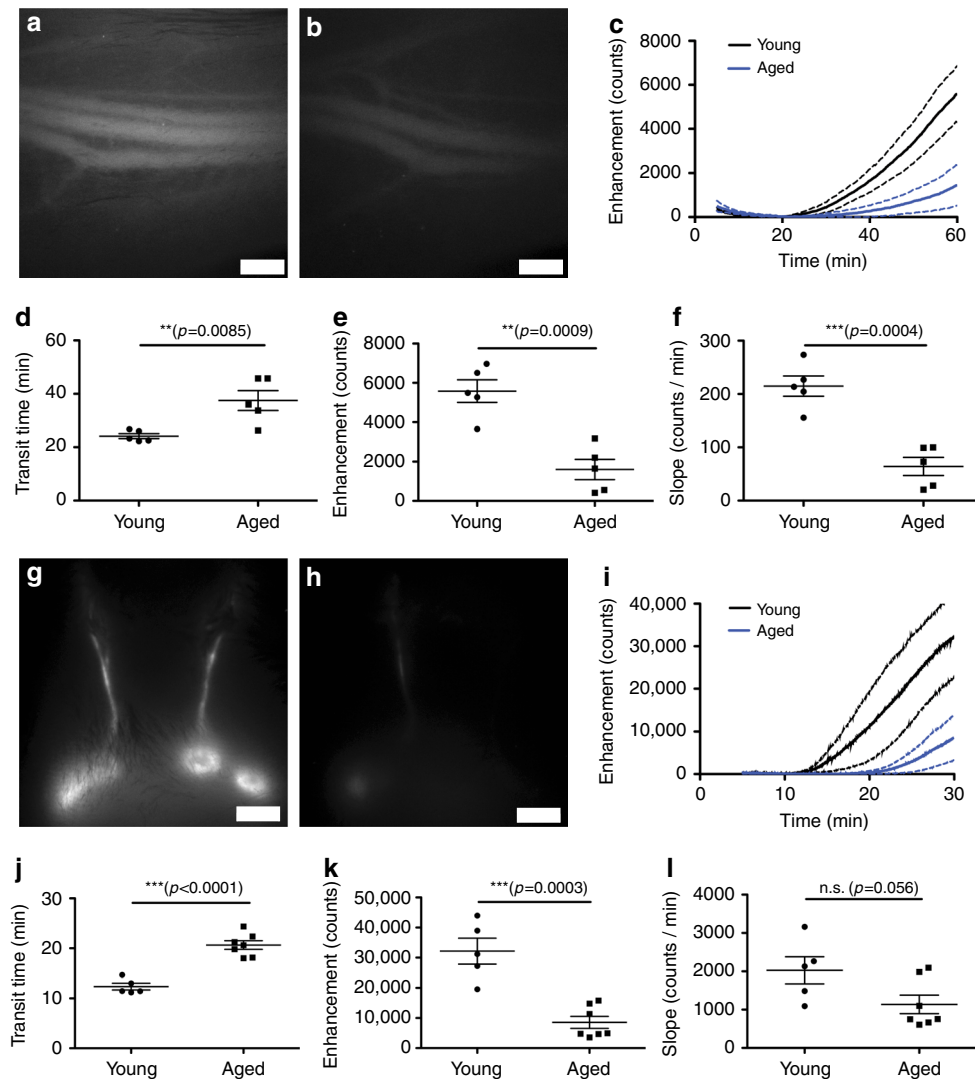 a
b
c
Enhancement (counts)
8000
6000
4000
2000
0
0
20
40
60
Time (min)
Young
Aged
d
Transit time (min)
60
40
20
0
**(p=0.0085)
Young
Aged
e
Enhancement (counts)
8000
6000
4000
2000
0
**(p=0.0009)
Young
Aged
f
Slope (counts / min)
300
200
100
0
***(p=0.0004)
Young
Aged
g
h
i
Enhancement (counts)
40,000
30,000
20,000
10,000
0
0
10
20
30
Time (min)
Young
Aged
j
Transit time (min)
30
20
10
0
***(p<0.0001)
Young
Aged
k
Enhancement (counts)
50,000
40,000
30,000
20,000
10,000
0
***(p=0.0003)
Young
Aged
l
Slope (counts / min)
4000
3000
2000
1000
0
n.s. (p=0.056)
Young
Aged